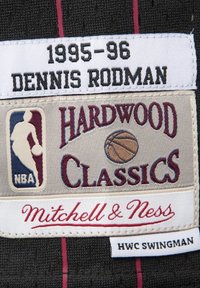 1995-96
DENNIS RODMAN
HARDWOOD
NBA
CLASSICS
Mitchell & Ness
HWC SWINGMAN